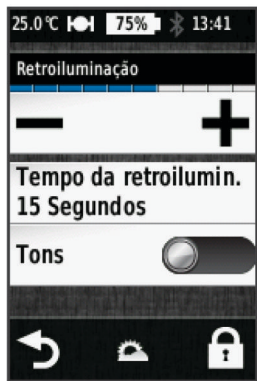 25.0℃ 75% 13:41
Retroiluminação
Tempo da retroilumin.
15 Segundos
Tons